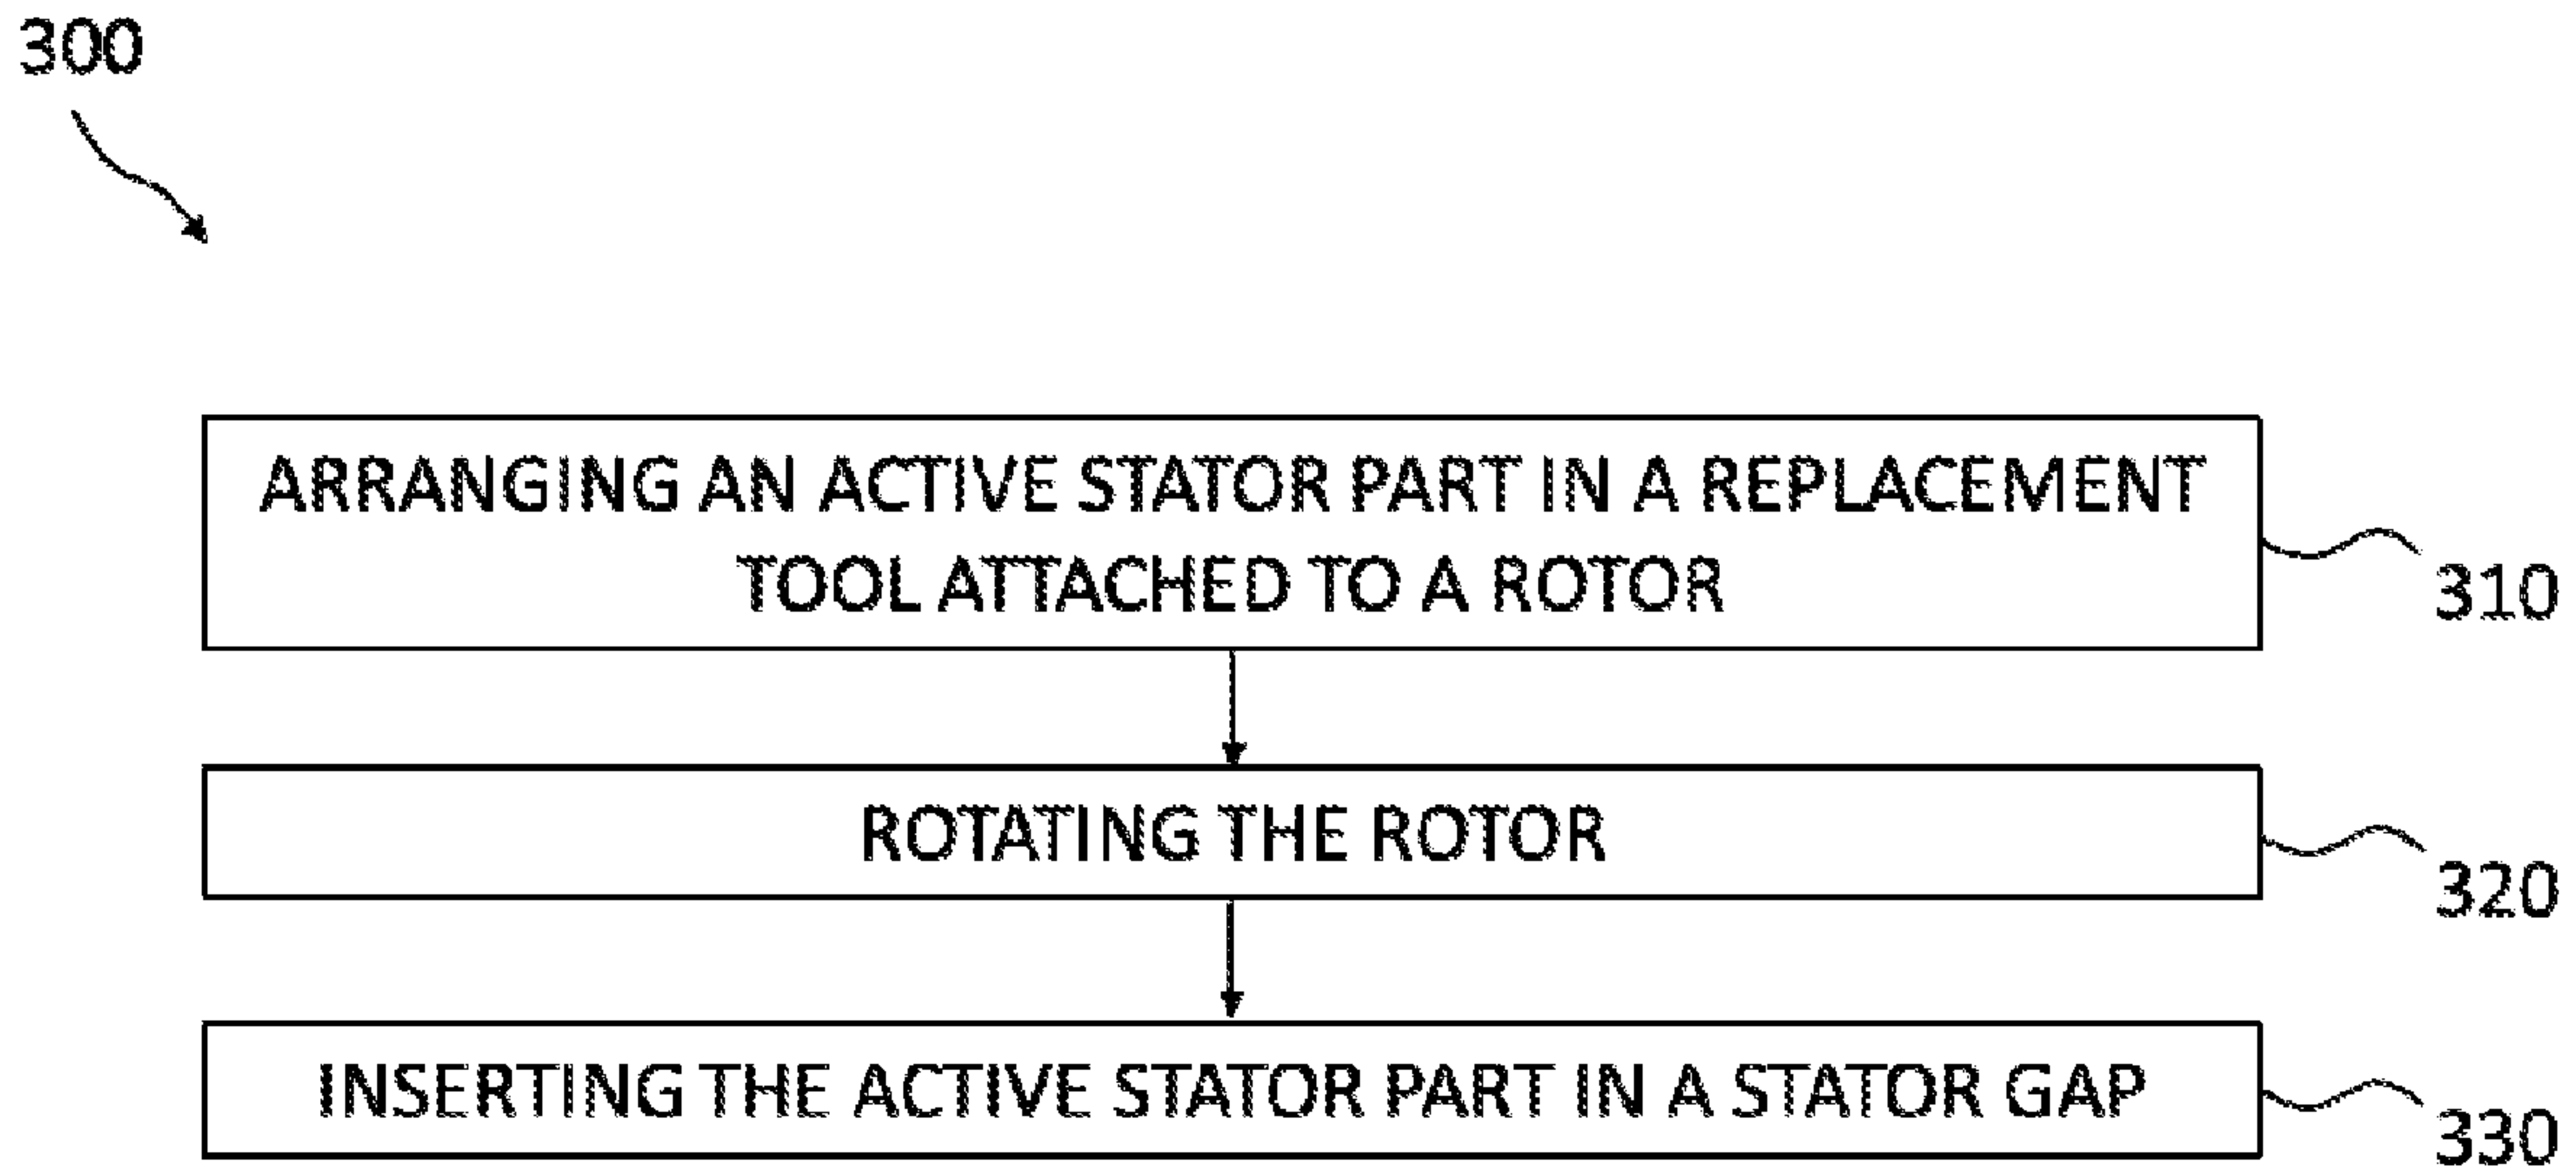 300
ARRANGING AN ACTIVE STATOR PART IN A REPLACEMENT
TOOL ATTACHED TO A ROTOR
310
ROTATING THE ROTOR
320
INSERTING THE ACTIVE STATOR PART IN A STATOR GAP
330